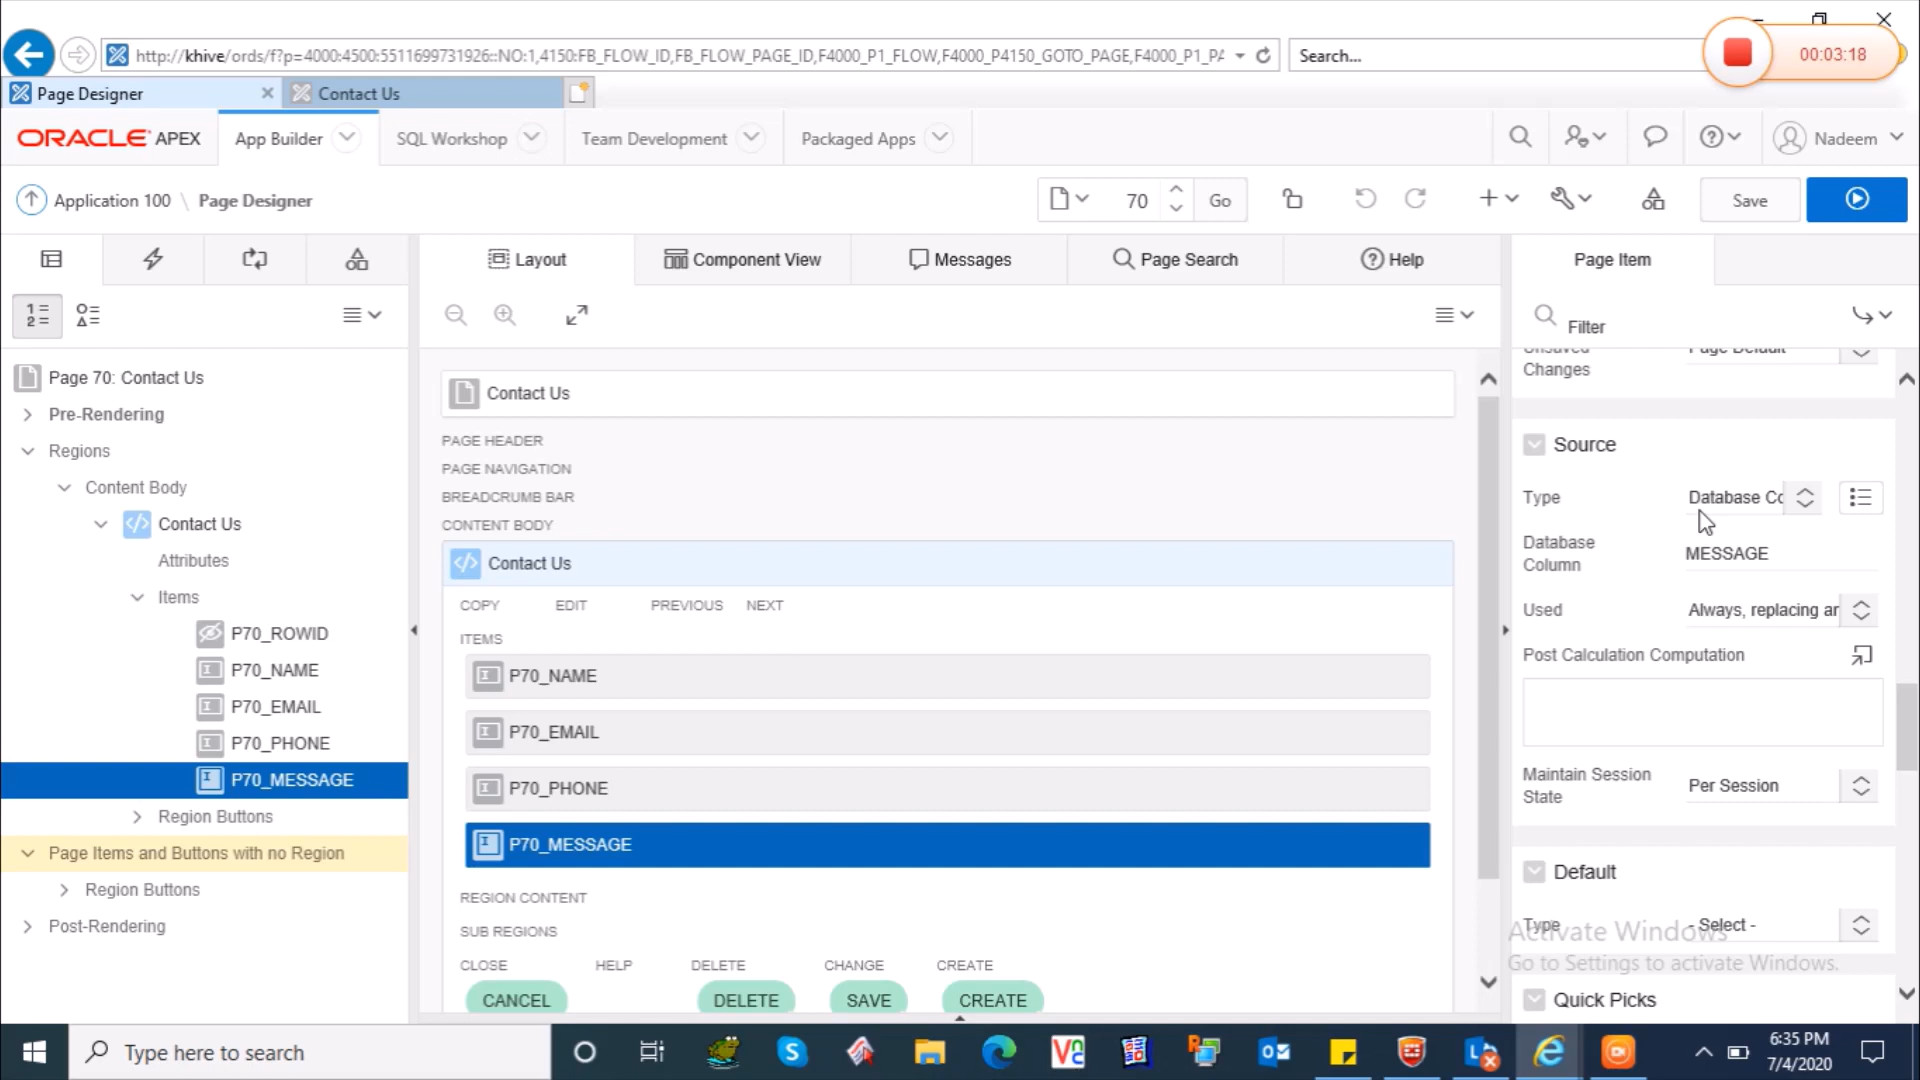 http://khive/ords/f?p=4000:4500:5511699731926::NO:1,4150:FB_FLOW_ID,FB_FLOW_PAGE_ID,F4000_P1_FLOW,F4000_P4150_GOTO_PAGE,F4000_P1_PA
Search...
00:03:18
Page Designer
Contact Us
ORACLE APEX
App Builder
SQL Workshop
Team Development
Packaged Apps
Nadeem
Application 100 \ Page Designer
70
Go
Save
Layout
Component View
Messages
Page Search
Help
Page Item
Filter
Page 70: Contact Us
Pre-Rendering
Regions
Content Body
Contact Us
Attributes
Items
P70_ROWID
P70_NAME
P70_EMAIL
P70_PHONE
P70_MESSAGE
Region Buttons
Page Items and Buttons with no Region
Region Buttons
Post-Rendering
Contact Us
PAGE HEADER
PAGE NAVIGATION
BREADCRUMB BAR
CONTENT BODY
Contact Us
COPY EDIT PREVIOUS NEXT
ITEMS
P70_NAME
P70_EMAIL
P70_PHONE
P70_MESSAGE
REGION CONTENT
SUB REGIONS
CLOSE HELP DELETE CHANGE CREATE
CANCEL DELETE SAVE CREATE
Unsaved Changes
Page Default
Source
Type
Database Co
Database Column
MESSAGE
Used
Always, replacing an
Post Calculation Computation
Maintain Session State
Per Session
Default
Type
- Select -
Activate Windows
Go to Settings to activate Windows.
Quick Picks
Type here to search
6:35 PM
7/4/2020